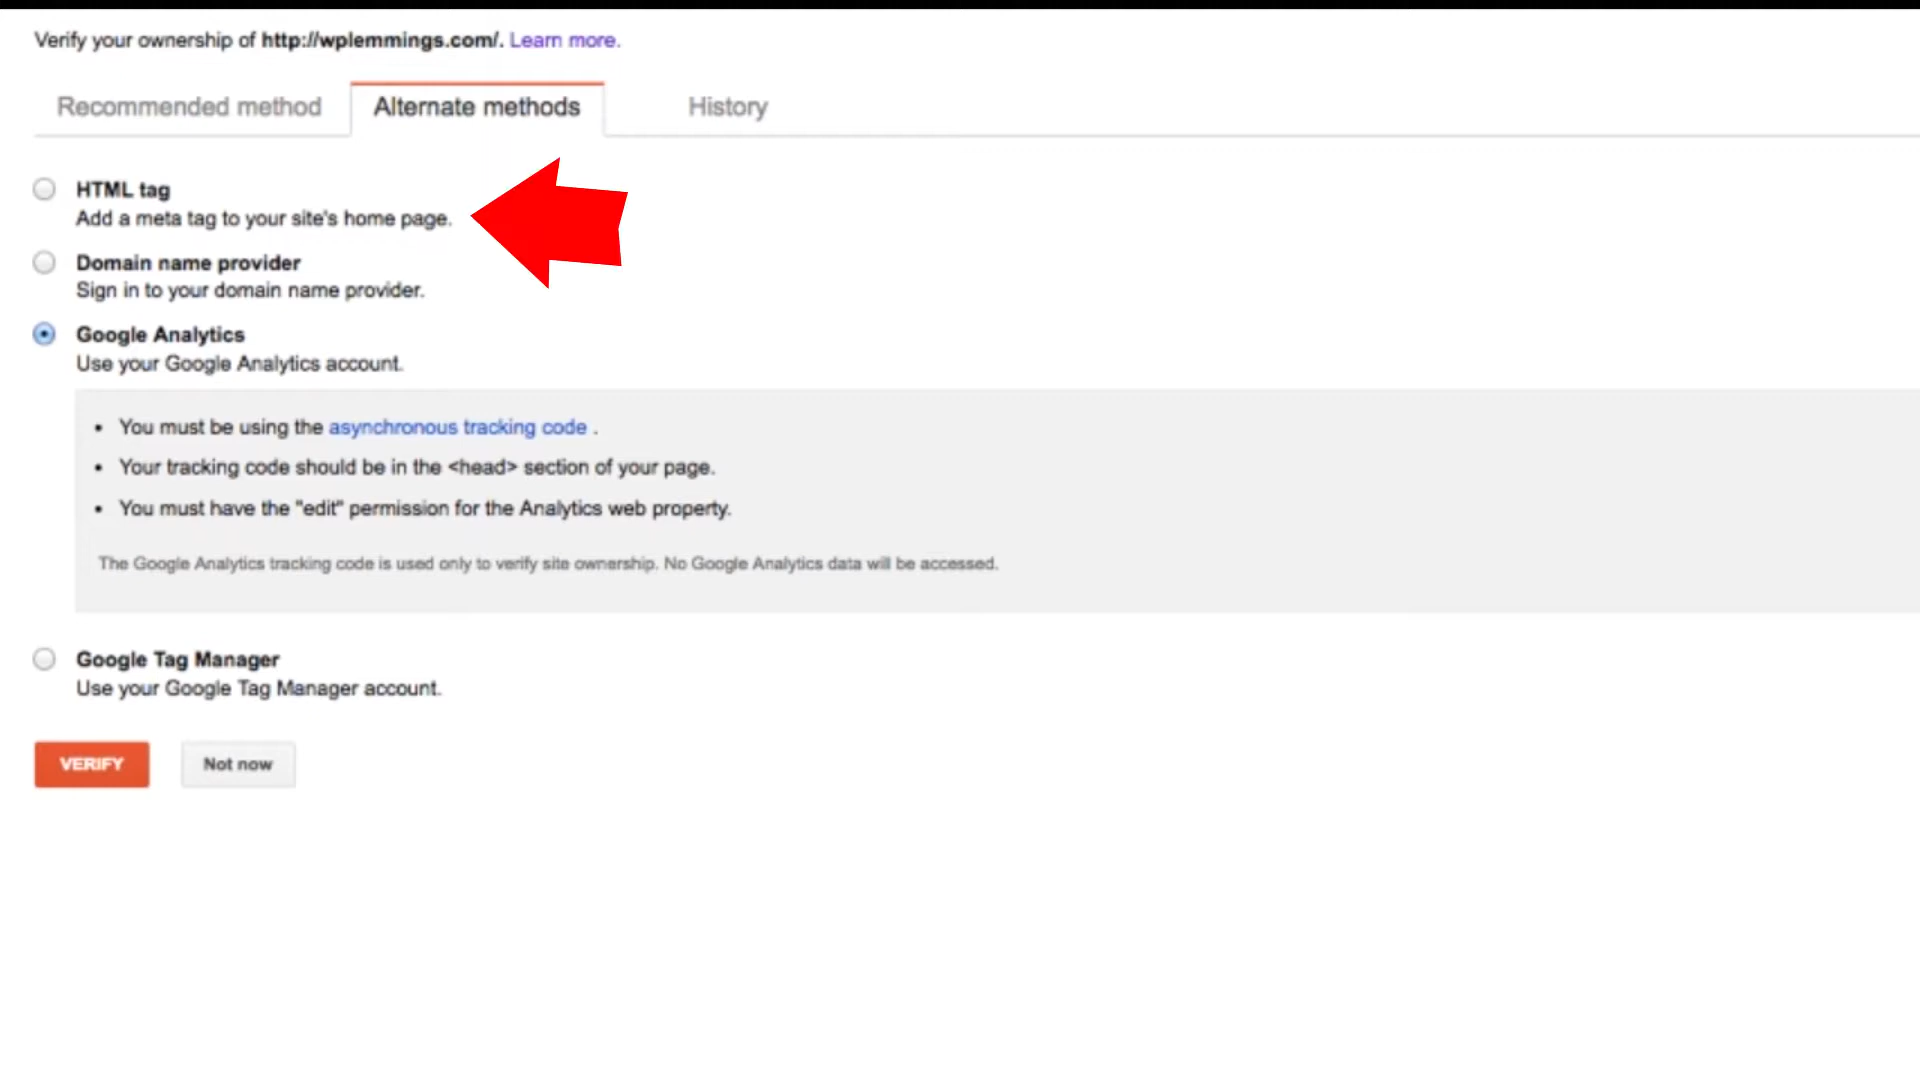 Verify your ownership of http://wplemmings.com/. Learn more.
Recommended method Alternate methods History
HTML tag
Add a meta tag to your site's home page.
Domain name provider
Sign in to your domain name provider.
Google Analytics
Use your Google Analytics account.
• You must be using the asynchronous tracking code .
• Your tracking code should be in the <head> section of your page.
• You must have the "edit" permission for the Analytics web property.
The Google Analytics tracking code is used only to verify site ownership. No Google Analytics data will be accessed.
Google Tag Manager
Use your Google Tag Manager account.
VERIFY Not now